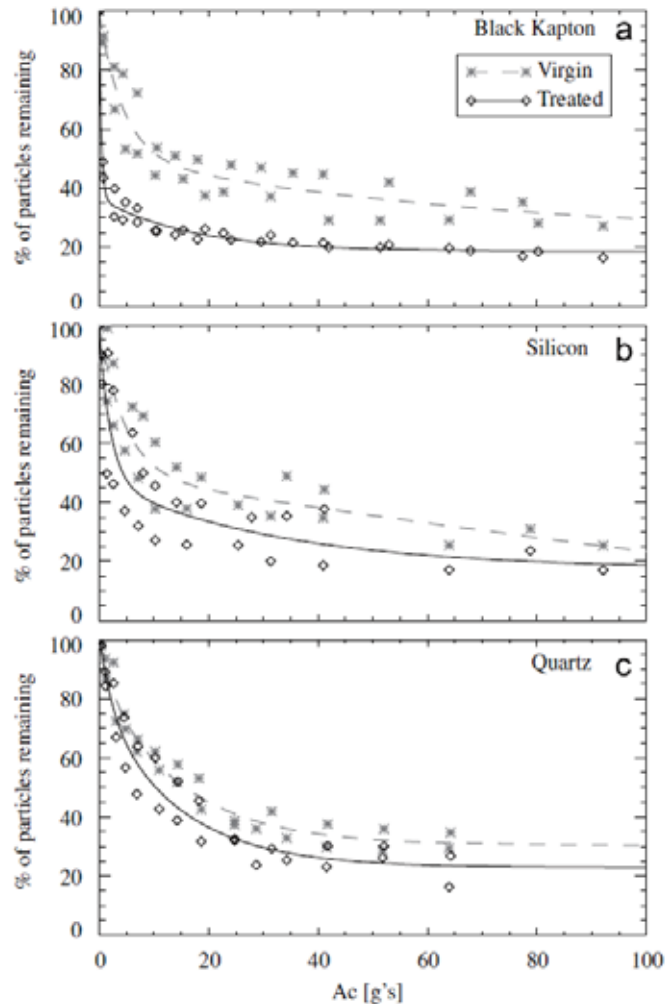 100
80
60
40
20
0
% of particles remaining
Black Kapton
a
Virgin
Treated
100
80
60
40
20
0
% of particles remaining
Silicon
b
100
80
60
40
20
0
% of particles remaining
Quartz
c
0 20 40 60 80 100
Ac [g's]